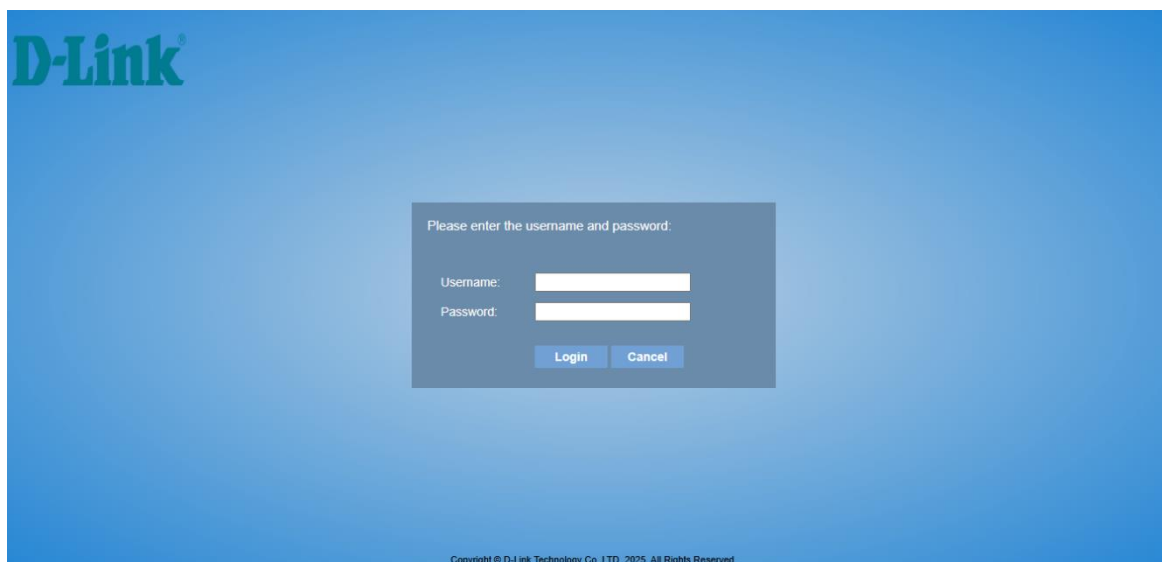 D-Link®
Please enter the username and password:
Username:
Password:
Login Cancel
Copyright © D-Link Technology Co. LTD. 2025. All Rights Reserved.